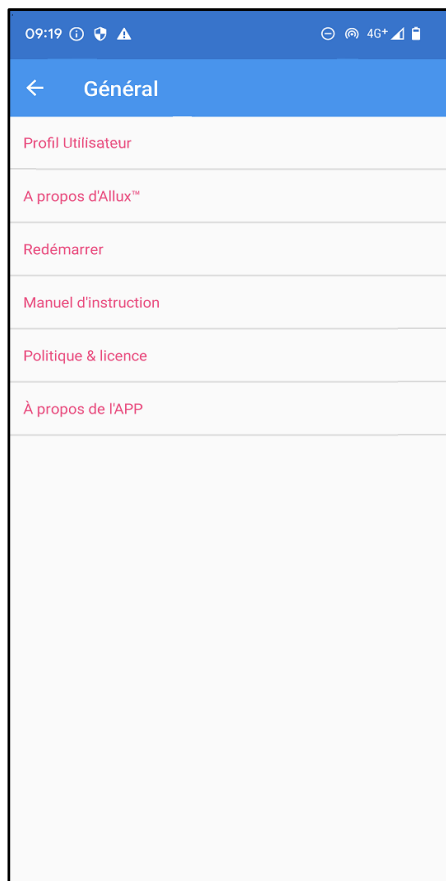 09:19 4G+
Général
Profil Utilisateur
A propos d'Allux™
Redémarrer
Manuel d'instruction
Politique & licence
À propos de l'APP